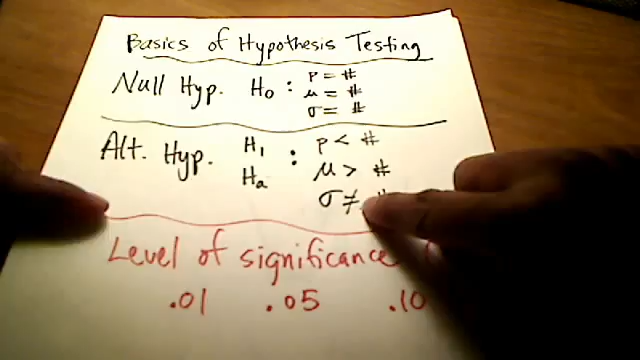 Basics of Hypothesis Testing
Null Hyp. H0 : p = #
μ = #
σ = #
Alt. Hyp. H1 : p < #
Ha μ > #
σ ≠
Level of significance
.01 .05 .10